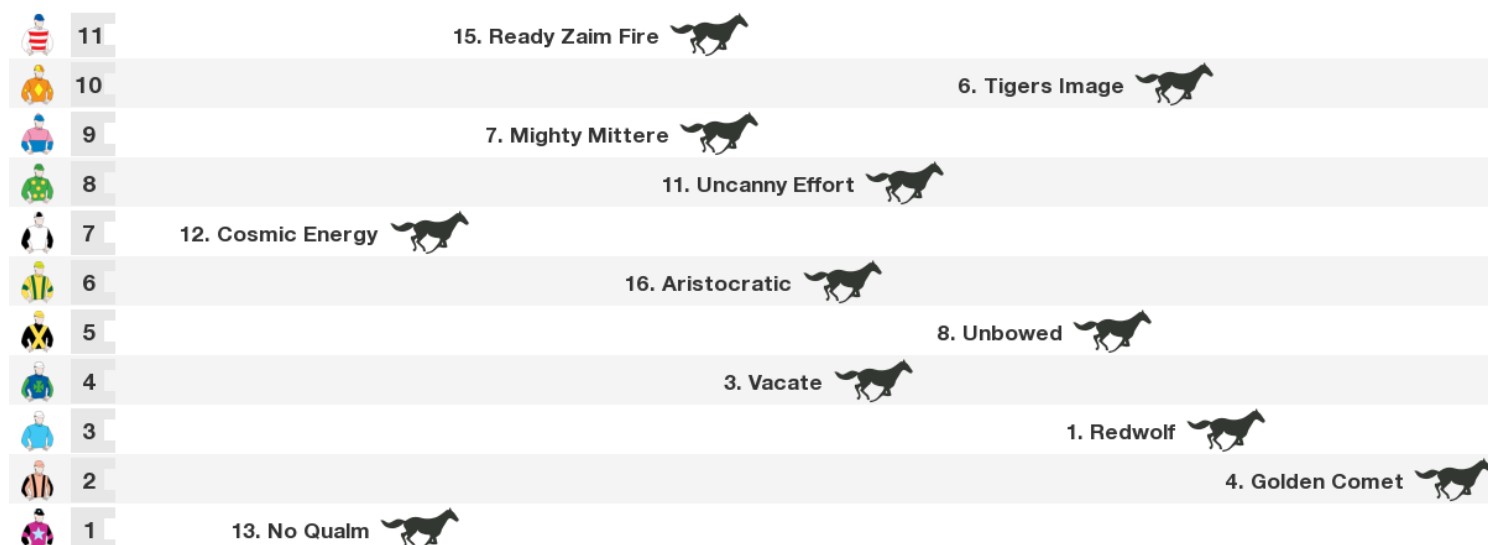 11 15. Ready Zaim Fire
10 6. Tigers Image
9 7. Mighty Mittere
8 11. Uncanny Effort
7 12. Cosmic Energy
6 16. Aristocratic
5 8. Unbowed
4 3. Vacate
3 1. Redwolf
2 4. Golden Comet
1 13. No Qualm